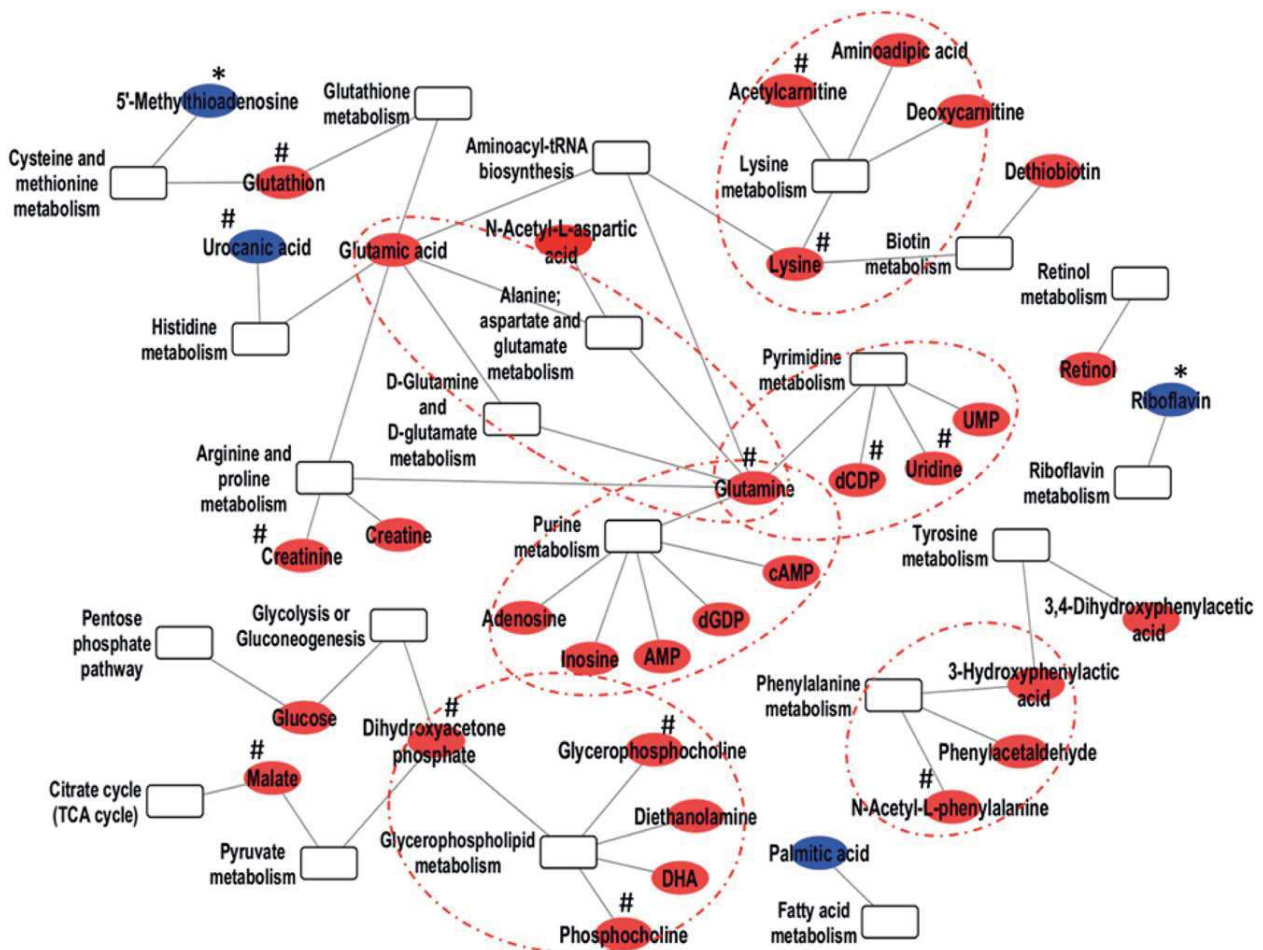 *
5'-Methylthioadenosine
Glutathione
metabolism
Cysteine and
methionine
metabolism
#
Glutathion
Aminoacyl-tRNA
biosynthesis
#
Acetylcarnitine
Aminoadipic acid
Deoxycarnitine
Lysine
metabolism
Dethiobiotin
#
Urocanic acid
Glutamic acid
N-Acetyl-L-aspartic
acid
#
Lysine
Biotin
metabolism
Retinol
metabolism
Histidine
metabolism
Alanine;
aspartate and
glutamate
metabolism
Pyrimidine
metabolism
Retinol
*
Riboflavin
D-Glutamine
and
D-glutamate
metabolism
UMP
#
Uridine
#
dCDP
Arginine and
proline
metabolism
#
Glutamine
Riboflavin
metabolism
#
Creatinine
Creatine
Purine
metabolism
Tyrosine
metabolism
cAMP
Adenosine
dGDP
Inosine
AMP
3,4-Dihydroxyphenylacetic
acid
Pentose
phosphate
pathway
Glycolysis or
Gluconeogenesis
Phenylalanine
metabolism
3-Hydroxyphenylactic
acid
Glucose
#
Dihydroxyacetone
phosphate
#
Glycerophosphocholine
Phenylacetaldehyde
#
Malate
Citrate cycle
(TCA cycle)
#
N-Acetyl-L-phenylalanine
Diethanolamine
Pyruvate
metabolism
Glycerophospholipid
metabolism
DHA
Palmitic acid
#
Phosphocholine
Fatty acid
metabolism